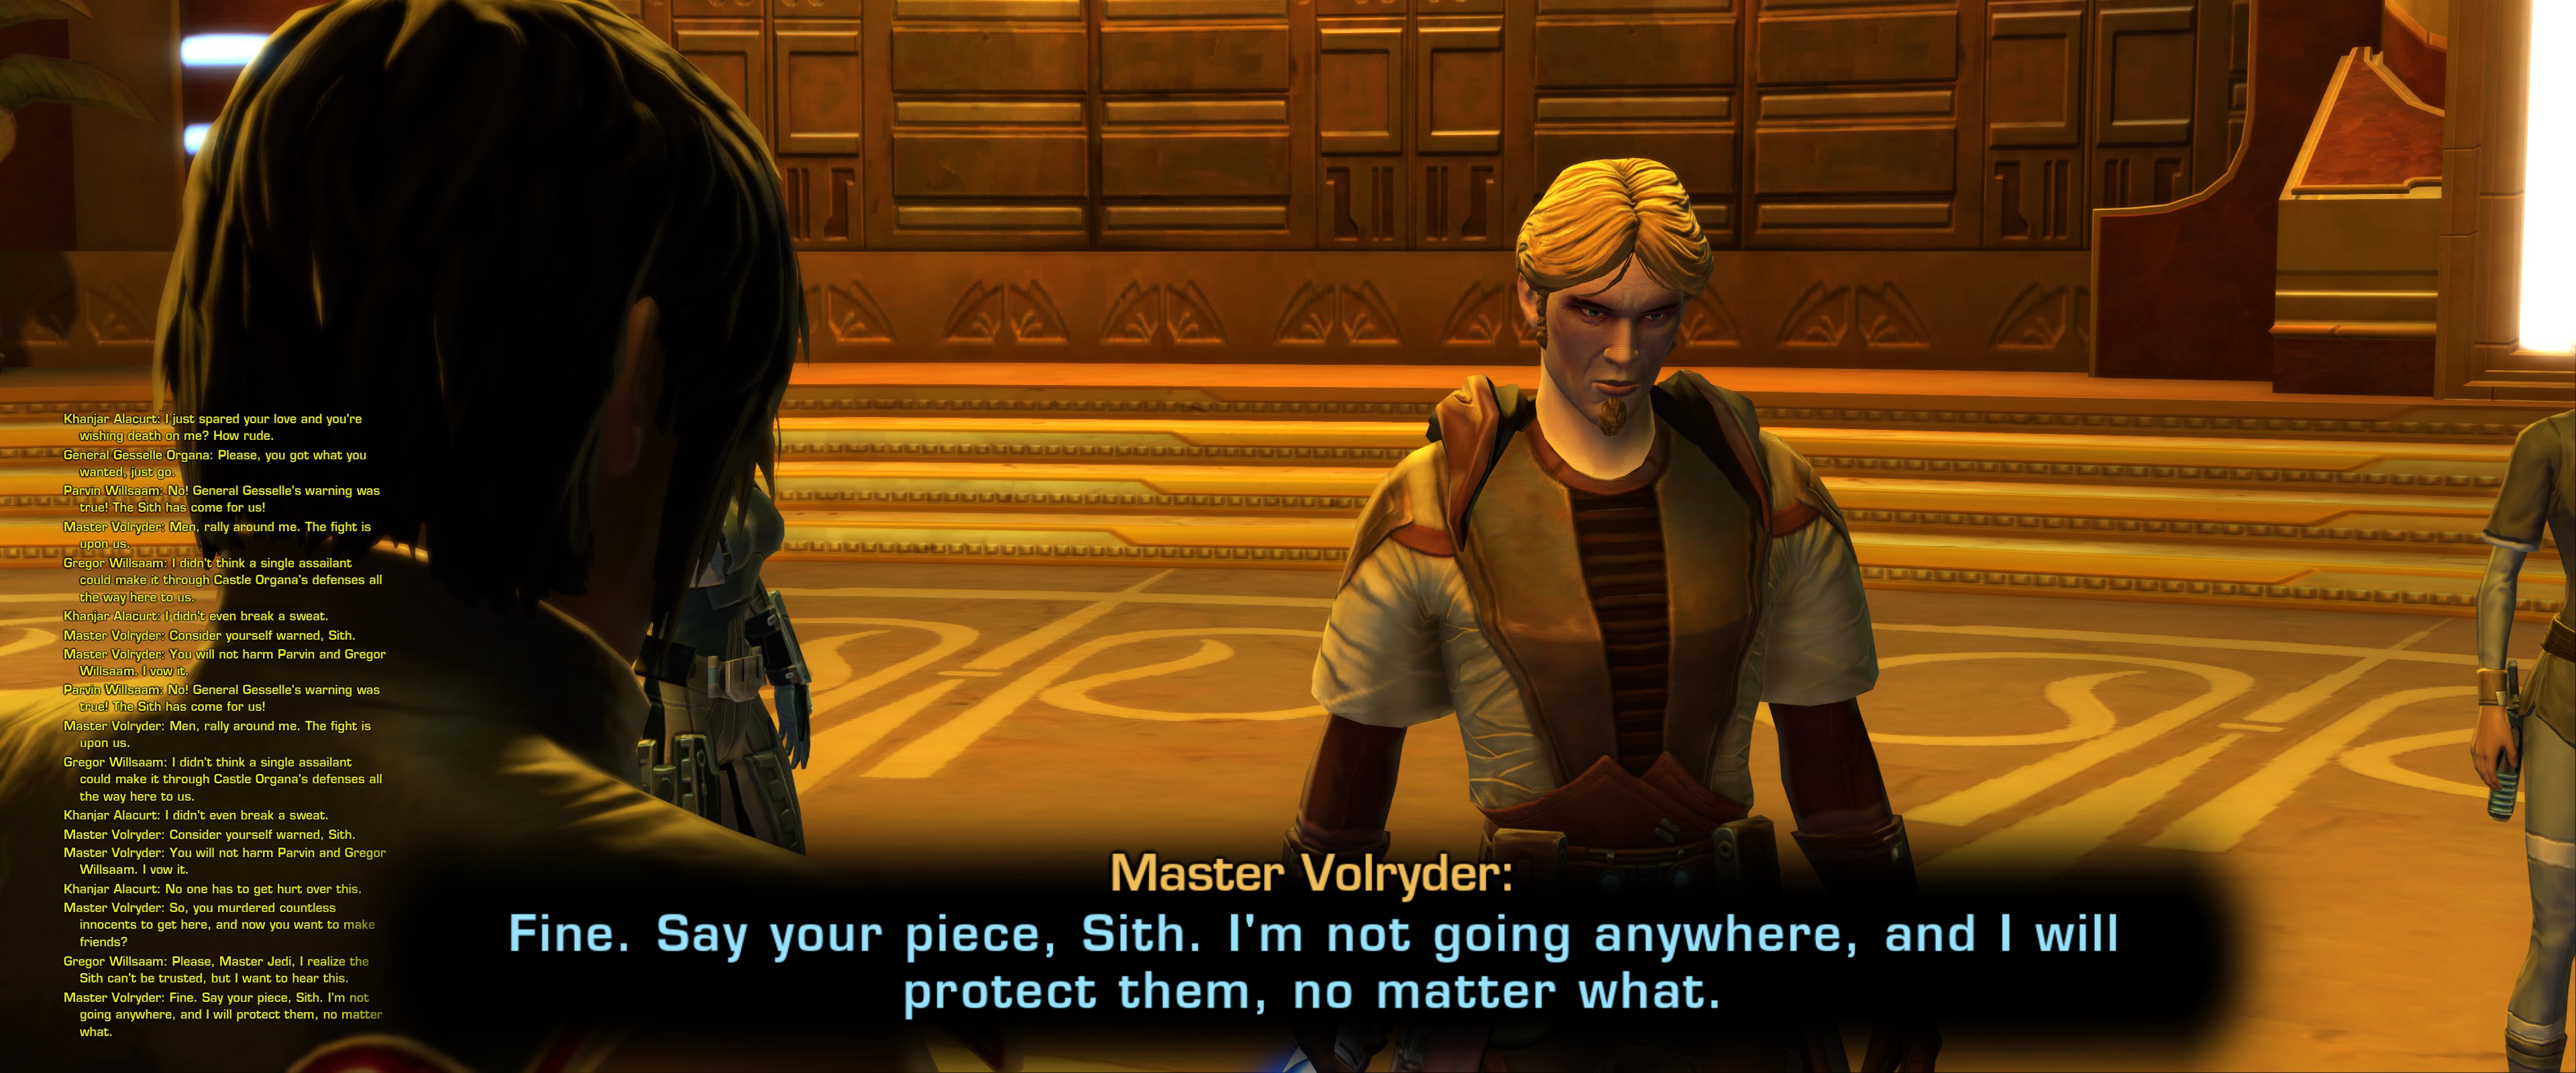 Khanjar Alacurt: I just spared your love and you're
wishing death on me? How rude.
General Gesselle Organa: Please, you got what you
wanted, just go.
Parvin Willsaam: No! General Gesselle's warning was
true! The Sith has come for us!
Master Volryder: Men, rally around me. The fight is
upon us.
Gregor Willsaam: I didn't think a single assailant
could make it through Castle Organa's defenses all
the way here to us.
Khanjar Alacurt: I didn't even break a sweat.
Master Volryder: Consider yourself warned, Sith.
Master Volryder: You will not harm Parvin and Gregor
Willsaam. I vow it.
Parvin Willsaam: No! General Gesselle's warning was
true! The Sith has come for us!
Master Volryder: Men, rally around me. The fight is
upon us.
Gregor Willsaam: I didn't think a single assailant
could make it through Castle Organa's defenses all
the way here to us.
Khanjar Alacurt: I didn't even break a sweat.
Master Volryder: Consider yourself warned, Sith.
Master Volryder: You will not harm Parvin and Gregor
Willsaam. I vow it.
Khanjar Alacurt: No one has to get hurt over this.
Master Volryder: So, you murdered countless
innocents to get here, and now you want to make
friends?
Gregor Willsaam: Please, Master Jedi, I realize the
Sith can't be trusted, but I want to hear this.
Master Volryder: Fine. Say your piece, Sith. I'm not
going anywhere, and I will protect them, no matter
what.
Master Volryder:
Fine. Say your piece, Sith. I'm not going anywhere, and I will
protect them, no matter what.